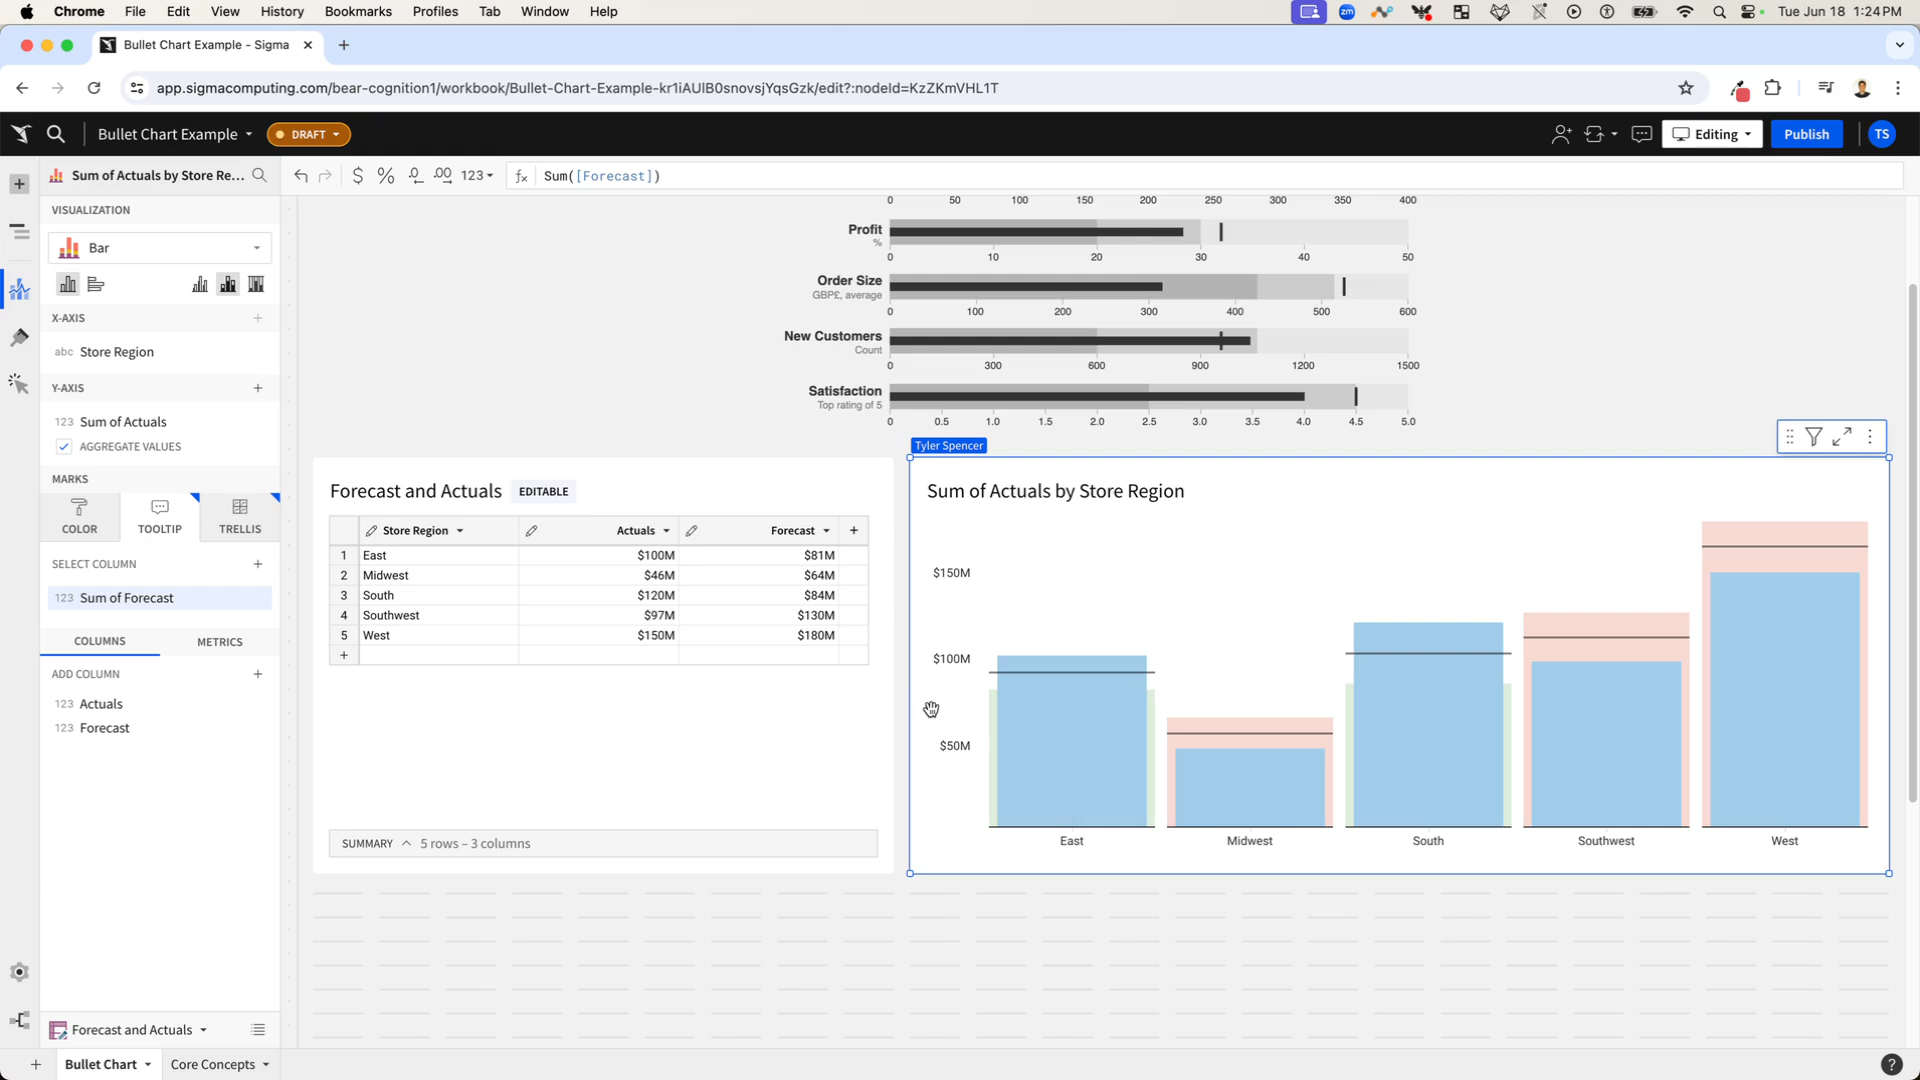 Chrome File Edit View History Bookmarks Profiles Tab Window Help
zm
Tue Jun 18 1:24 PM
Bullet Chart Example - Sigma
app.sigmacomputing.com/bear-cognition1/workbook/Bullet-Chart-Example-kr1iAUlB0snovsjYqsGzk/edit?:nodeId=KzZKmVHL1T
Bullet Chart Example
DRAFT
Editing
Publish
TS
Sum of Actuals by Store Re...
$ % .0 .00 123
fx Sum([Forecast])
VISUALIZATION
Bar
X-AXIS
abc Store Region
Y-AXIS
123 Sum of Actuals
AGGREGATE VALUES
MARKS
COLOR TOOLTIP TRELLIS
SELECT COLUMN
123 Sum of Forecast
COLUMNS METRICS
ADD COLUMN
123 Actuals
123 Forecast
Forecast and Actuals
0 50 100 150 200 250 300 350 400
Profit
%
0 10 20 30 40 50
Order Size
GBP£, average
0 100 200 300 400 500 600
New Customers
Count
0 300 600 900 1200 1500
Satisfaction
Top rating of 5
0 0.5 1.0 1.5 2.0 2.5 3.0 3.5 4.0 4.5 5.0
Forecast and Actuals EDITABLE
Store Region Actuals Forecast
1 East $100M $81M
2 Midwest $46M $64M
3 South $120M $84M
4 Southwest $97M $130M
5 West $150M $180M
SUMMARY 5 rows – 3 columns
Tyler Spencer
Sum of Actuals by Store Region
$150M
$100M
$50M
East Midwest South Southwest West
Bullet Chart Core Concepts